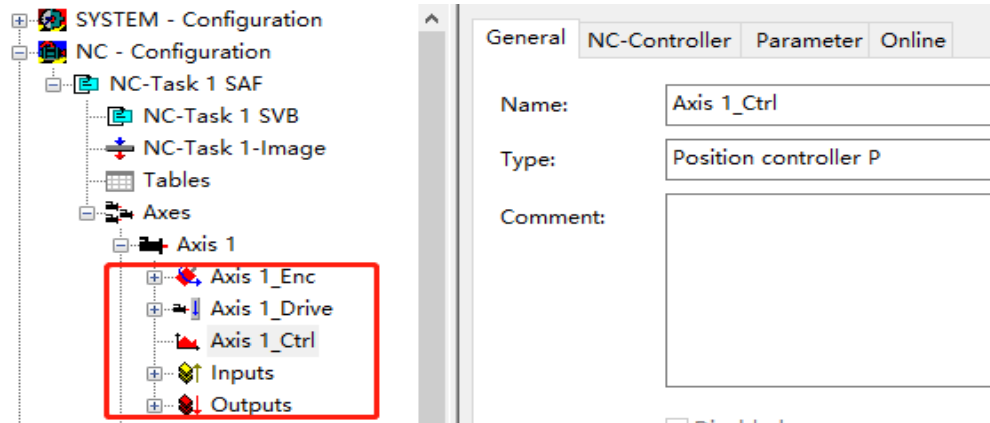 SYSTEM - Configuration
NC - Configuration
NC-Task 1 SAF
NC-Task 1 SVB
NC-Task 1-Image
Tables
Axes
Axis 1
Axis 1_Enc
Axis 1_Drive
Axis 1_Ctrl
Inputs
Outputs
General NC-Controller Parameter Online
Name: Axis 1_Ctrl
Type: Position controller P
Comment: